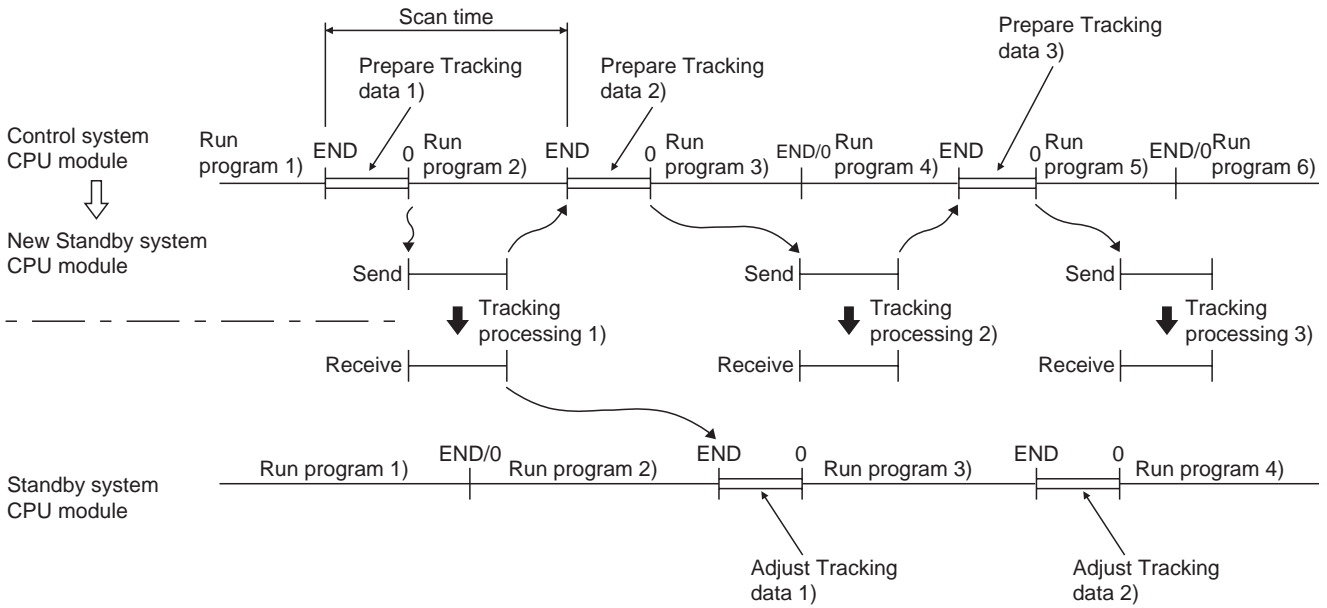 Scan time
Prepare Tracking
data 1)
Prepare Tracking
data 2)
Prepare Tracking
data 3)
Control system
CPU module
Run
program 1)
END
0
Run
program 2)
END
0
Run
program 3)
END/0
Run
program 4)
END
0
Run
program 5)
END/0
Run
program 6)
New Standby system
CPU module
Send
Send
Send
Tracking
processing 1)
Tracking
processing 2)
Tracking
processing 3)
Receive
Receive
Receive
Standby system
CPU module
Run program 1)
END/0
Run program 2)
END
0
Run program 3)
END
0
Run program 4)
Adjust Tracking
data 1)
Adjust Tracking
data 2)